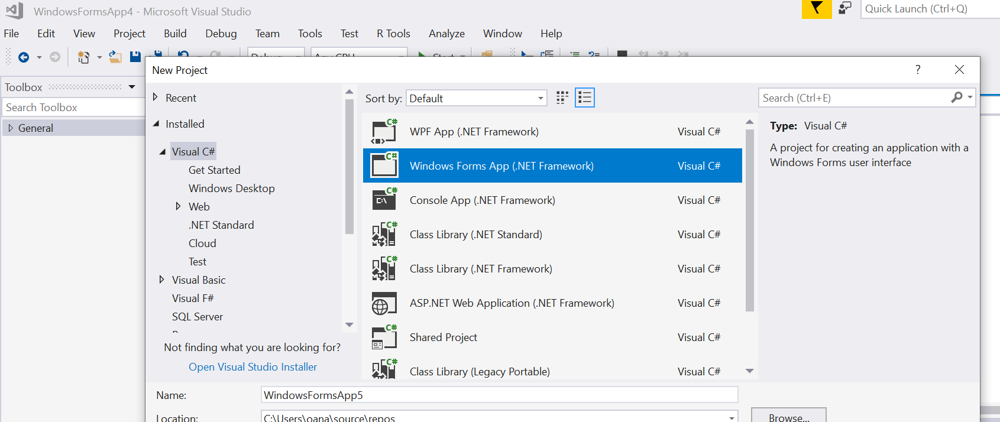 WindowsFormsApp4 - Microsoft Visual Studio
Quick Launch (Ctrl+Q)
File Edit View Project Build Debug Team Tools Test R Tools Analyze Window Help
Debug Any CPU Start
New Project ?
Toolbox
Search Toolbox
General
Recent
Installed
Visual C#
Get Started
Windows Desktop
Web
.NET Standard
Cloud
Test
Visual Basic
Visual F#
SQL Server
Not finding what you are looking for?
Open Visual Studio Installer
Sort by: Default
WPF App (.NET Framework) Visual C#
Windows Forms App (.NET Framework) Visual C#
Console App (.NET Framework) Visual C#
Class Library (.NET Standard) Visual C#
Class Library (.NET Framework) Visual C#
ASP.NET Web Application (.NET Framework) Visual C#
Shared Project Visual C#
Class Library (Legacy Portable) Visual C#
Search (Ctrl+E)
Type: Visual C#
A project for creating an application with a
Windows Forms user interface
Name: WindowsFormsApp5
Location: C:\Users\oana\source\repos Browse...